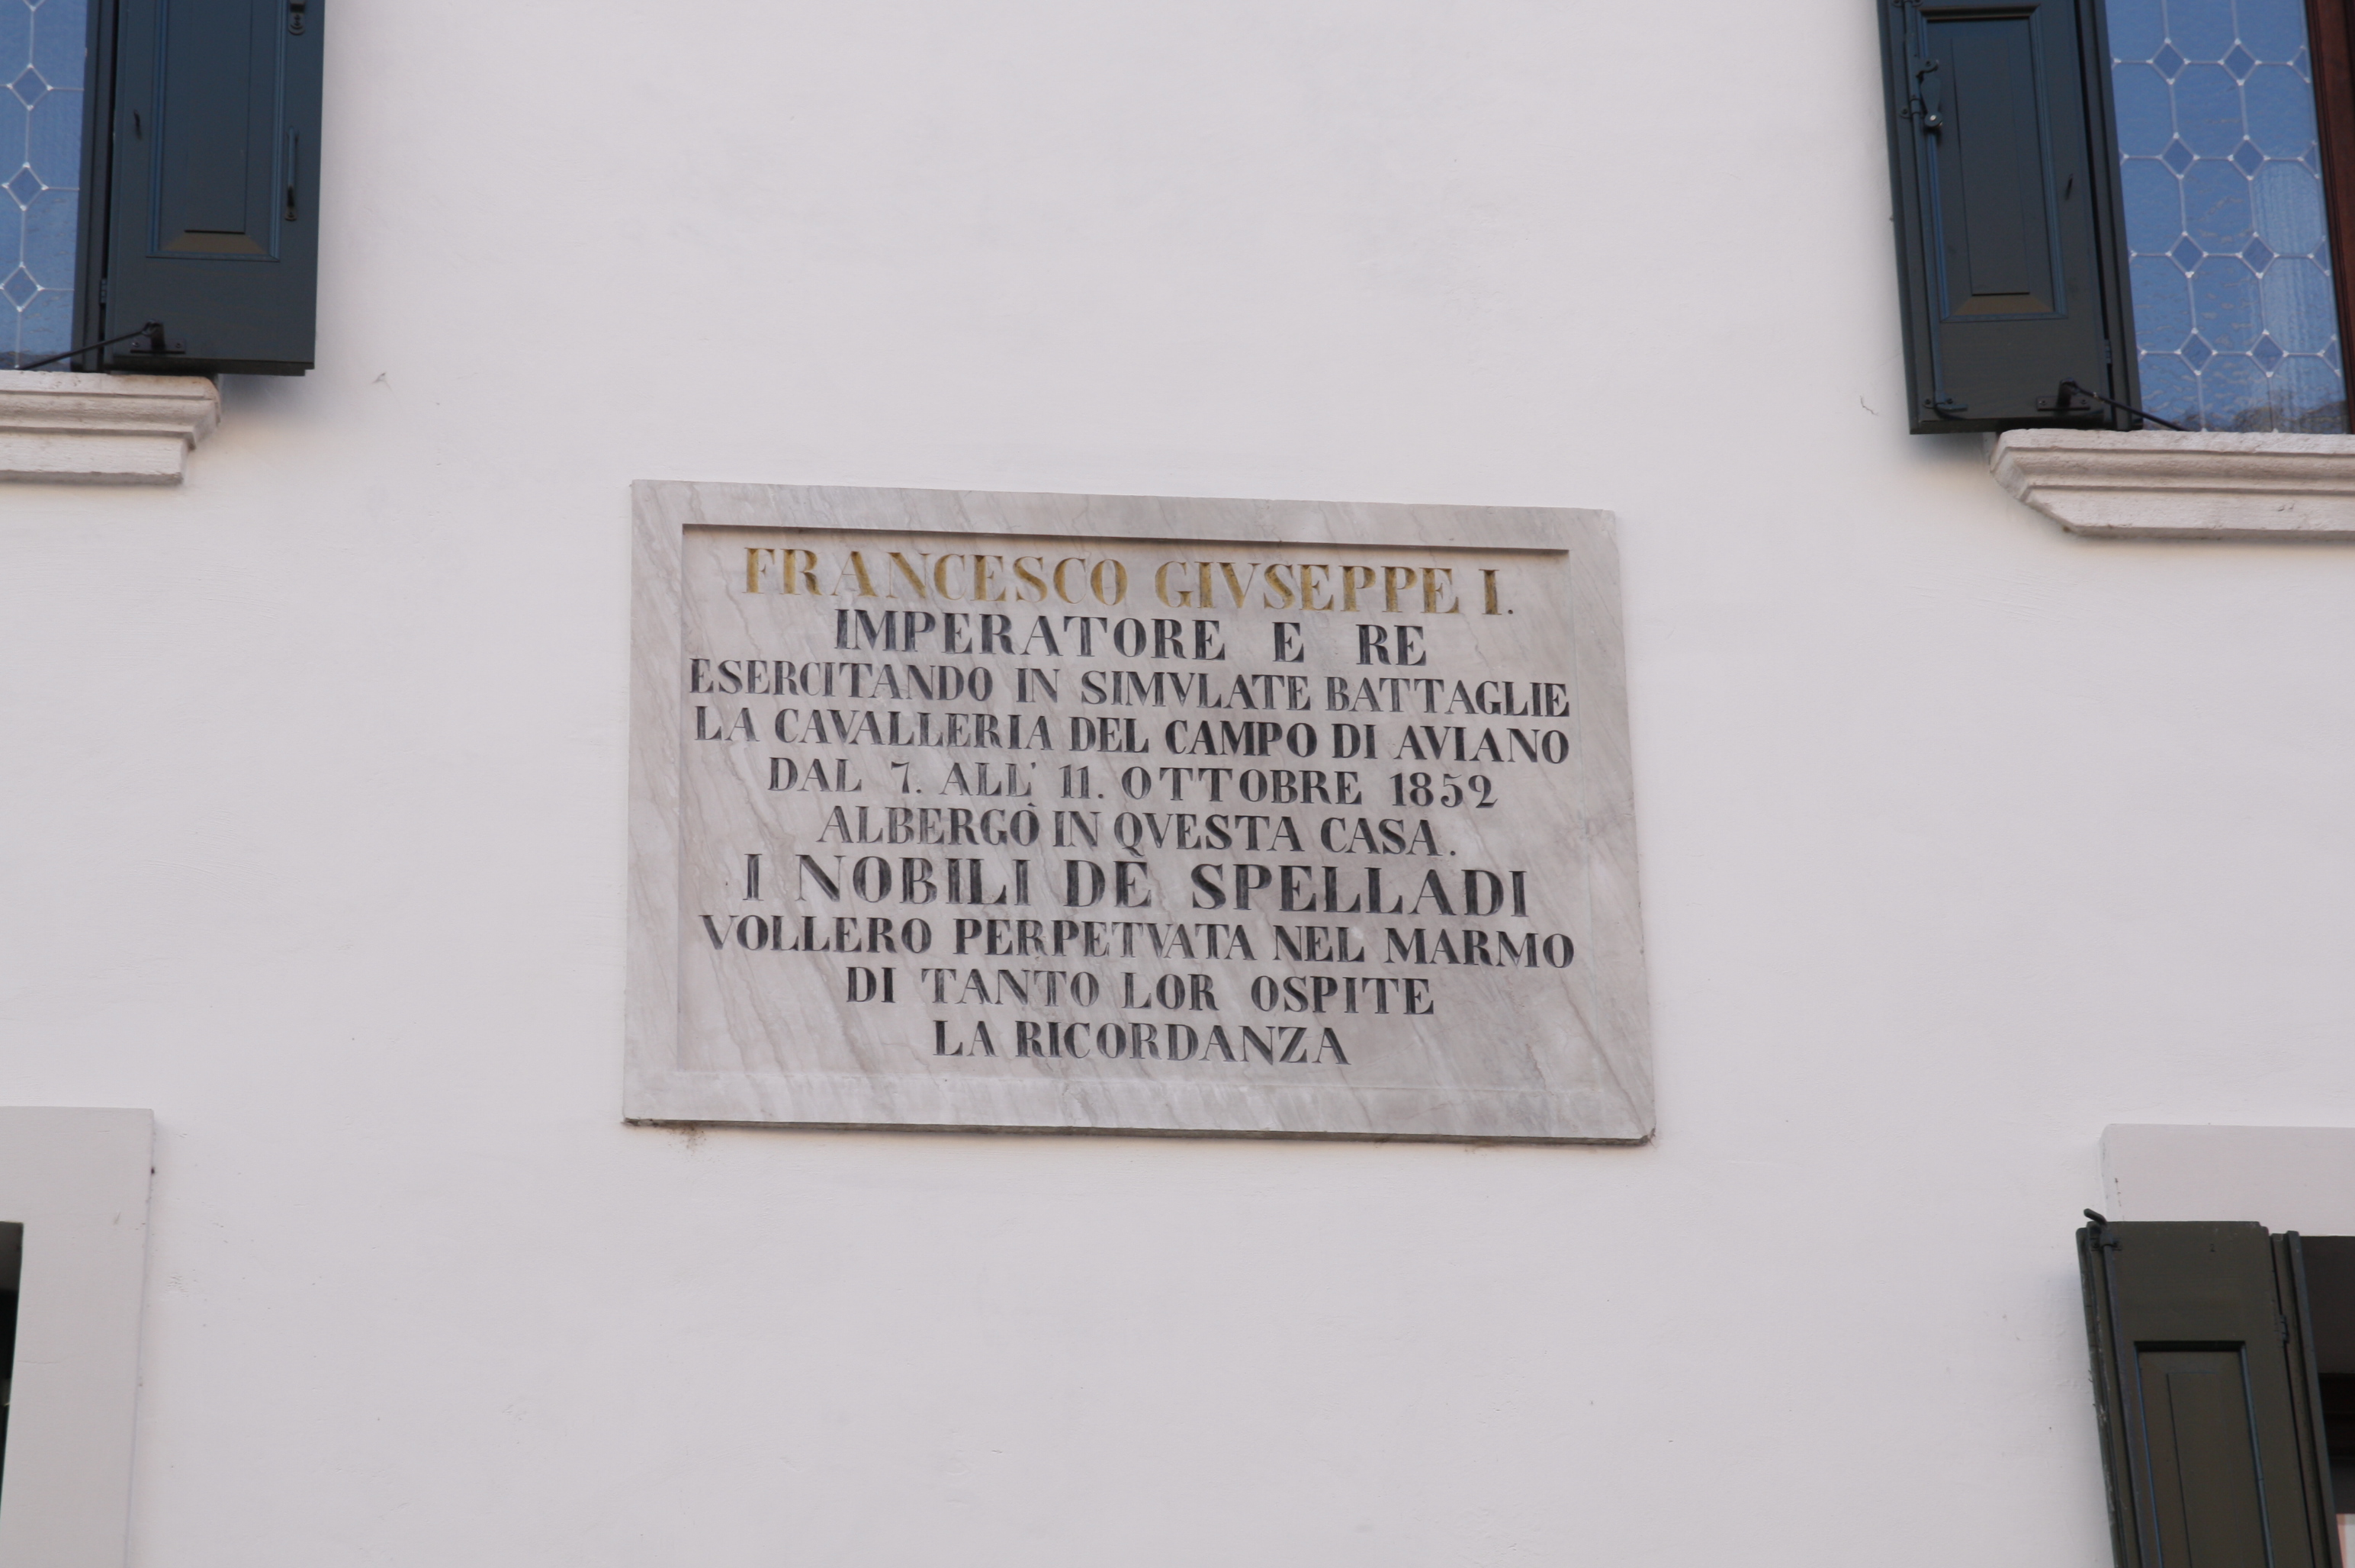 FRANCESCO GIVSEPPE I.
IMPERATORE E RE
ESERCITANDO IN SIMVLATE BATTAGLIE
LA CAVALLERIA DEL CAMPO DI AVIANO
DAL 7. ALL' 11. OTTOBRE 1852
ALBERGÒ IN QVESTA CASA.
I NOBILI DE SPELLADI
VOLLERO PERPETVATA NEL MARMO
DI TANTO LOR OSPITE
LA RICORDANZA